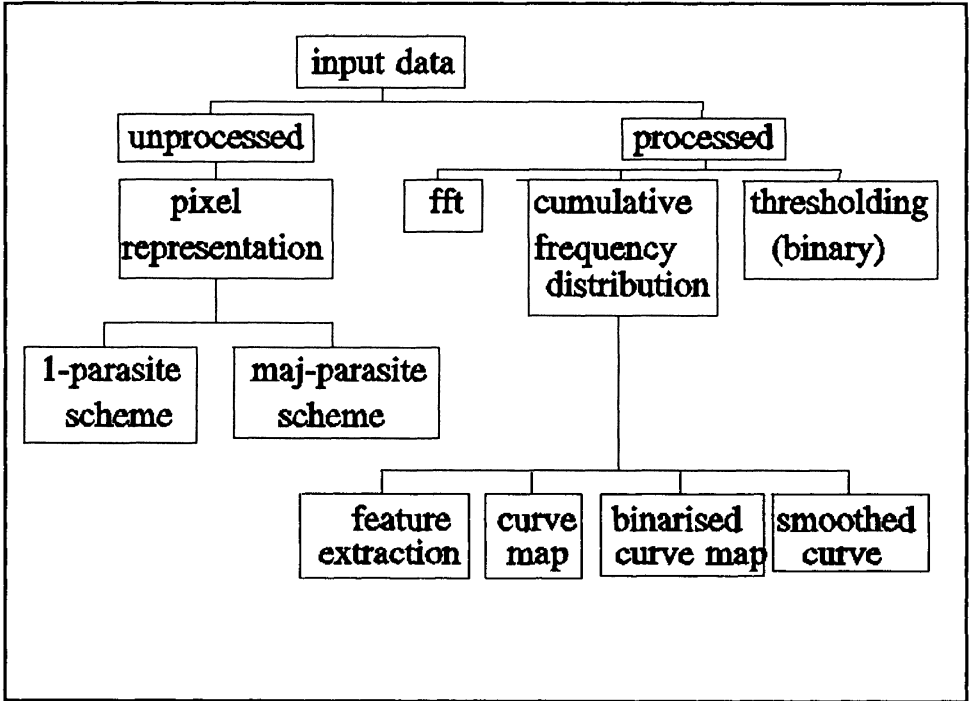 input data
unprocessed
processed
pixel
representation
fft
cumulative
frequency
distribution
thresholding
(binary)
1-parasite
scheme
maj-parasite
scheme
feature
extraction
curve
map
binarised
curve map
smoothed
curve